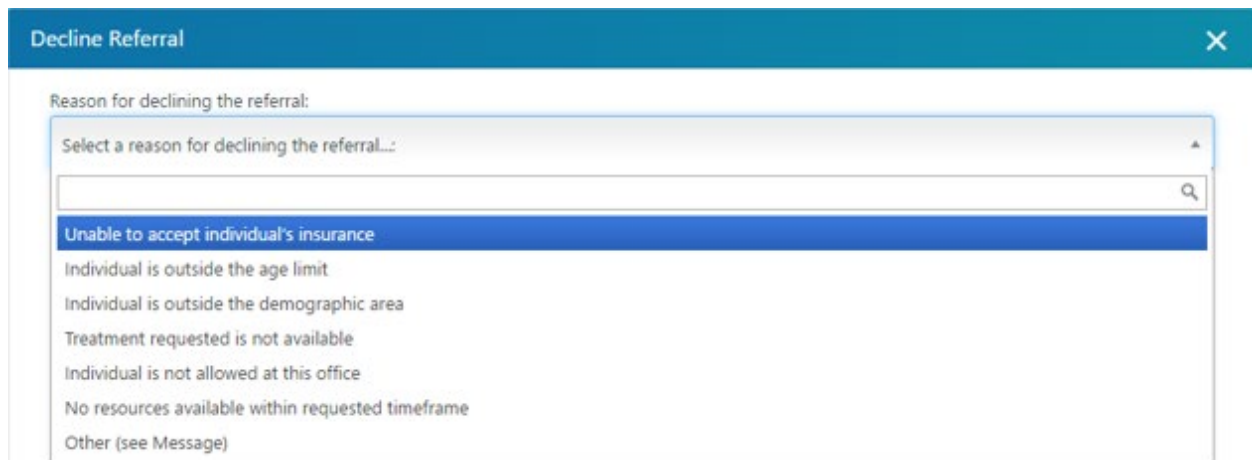 Decline Referral
Reason for declining the referral:
Select a reason for declining the referral...:
Unable to accept individual's insurance
Individual is outside the age limit
Individual is outside the demographic area
Treatment requested is not available
Individual is not allowed at this office
No resources available within requested timeframe
Other (see Message)